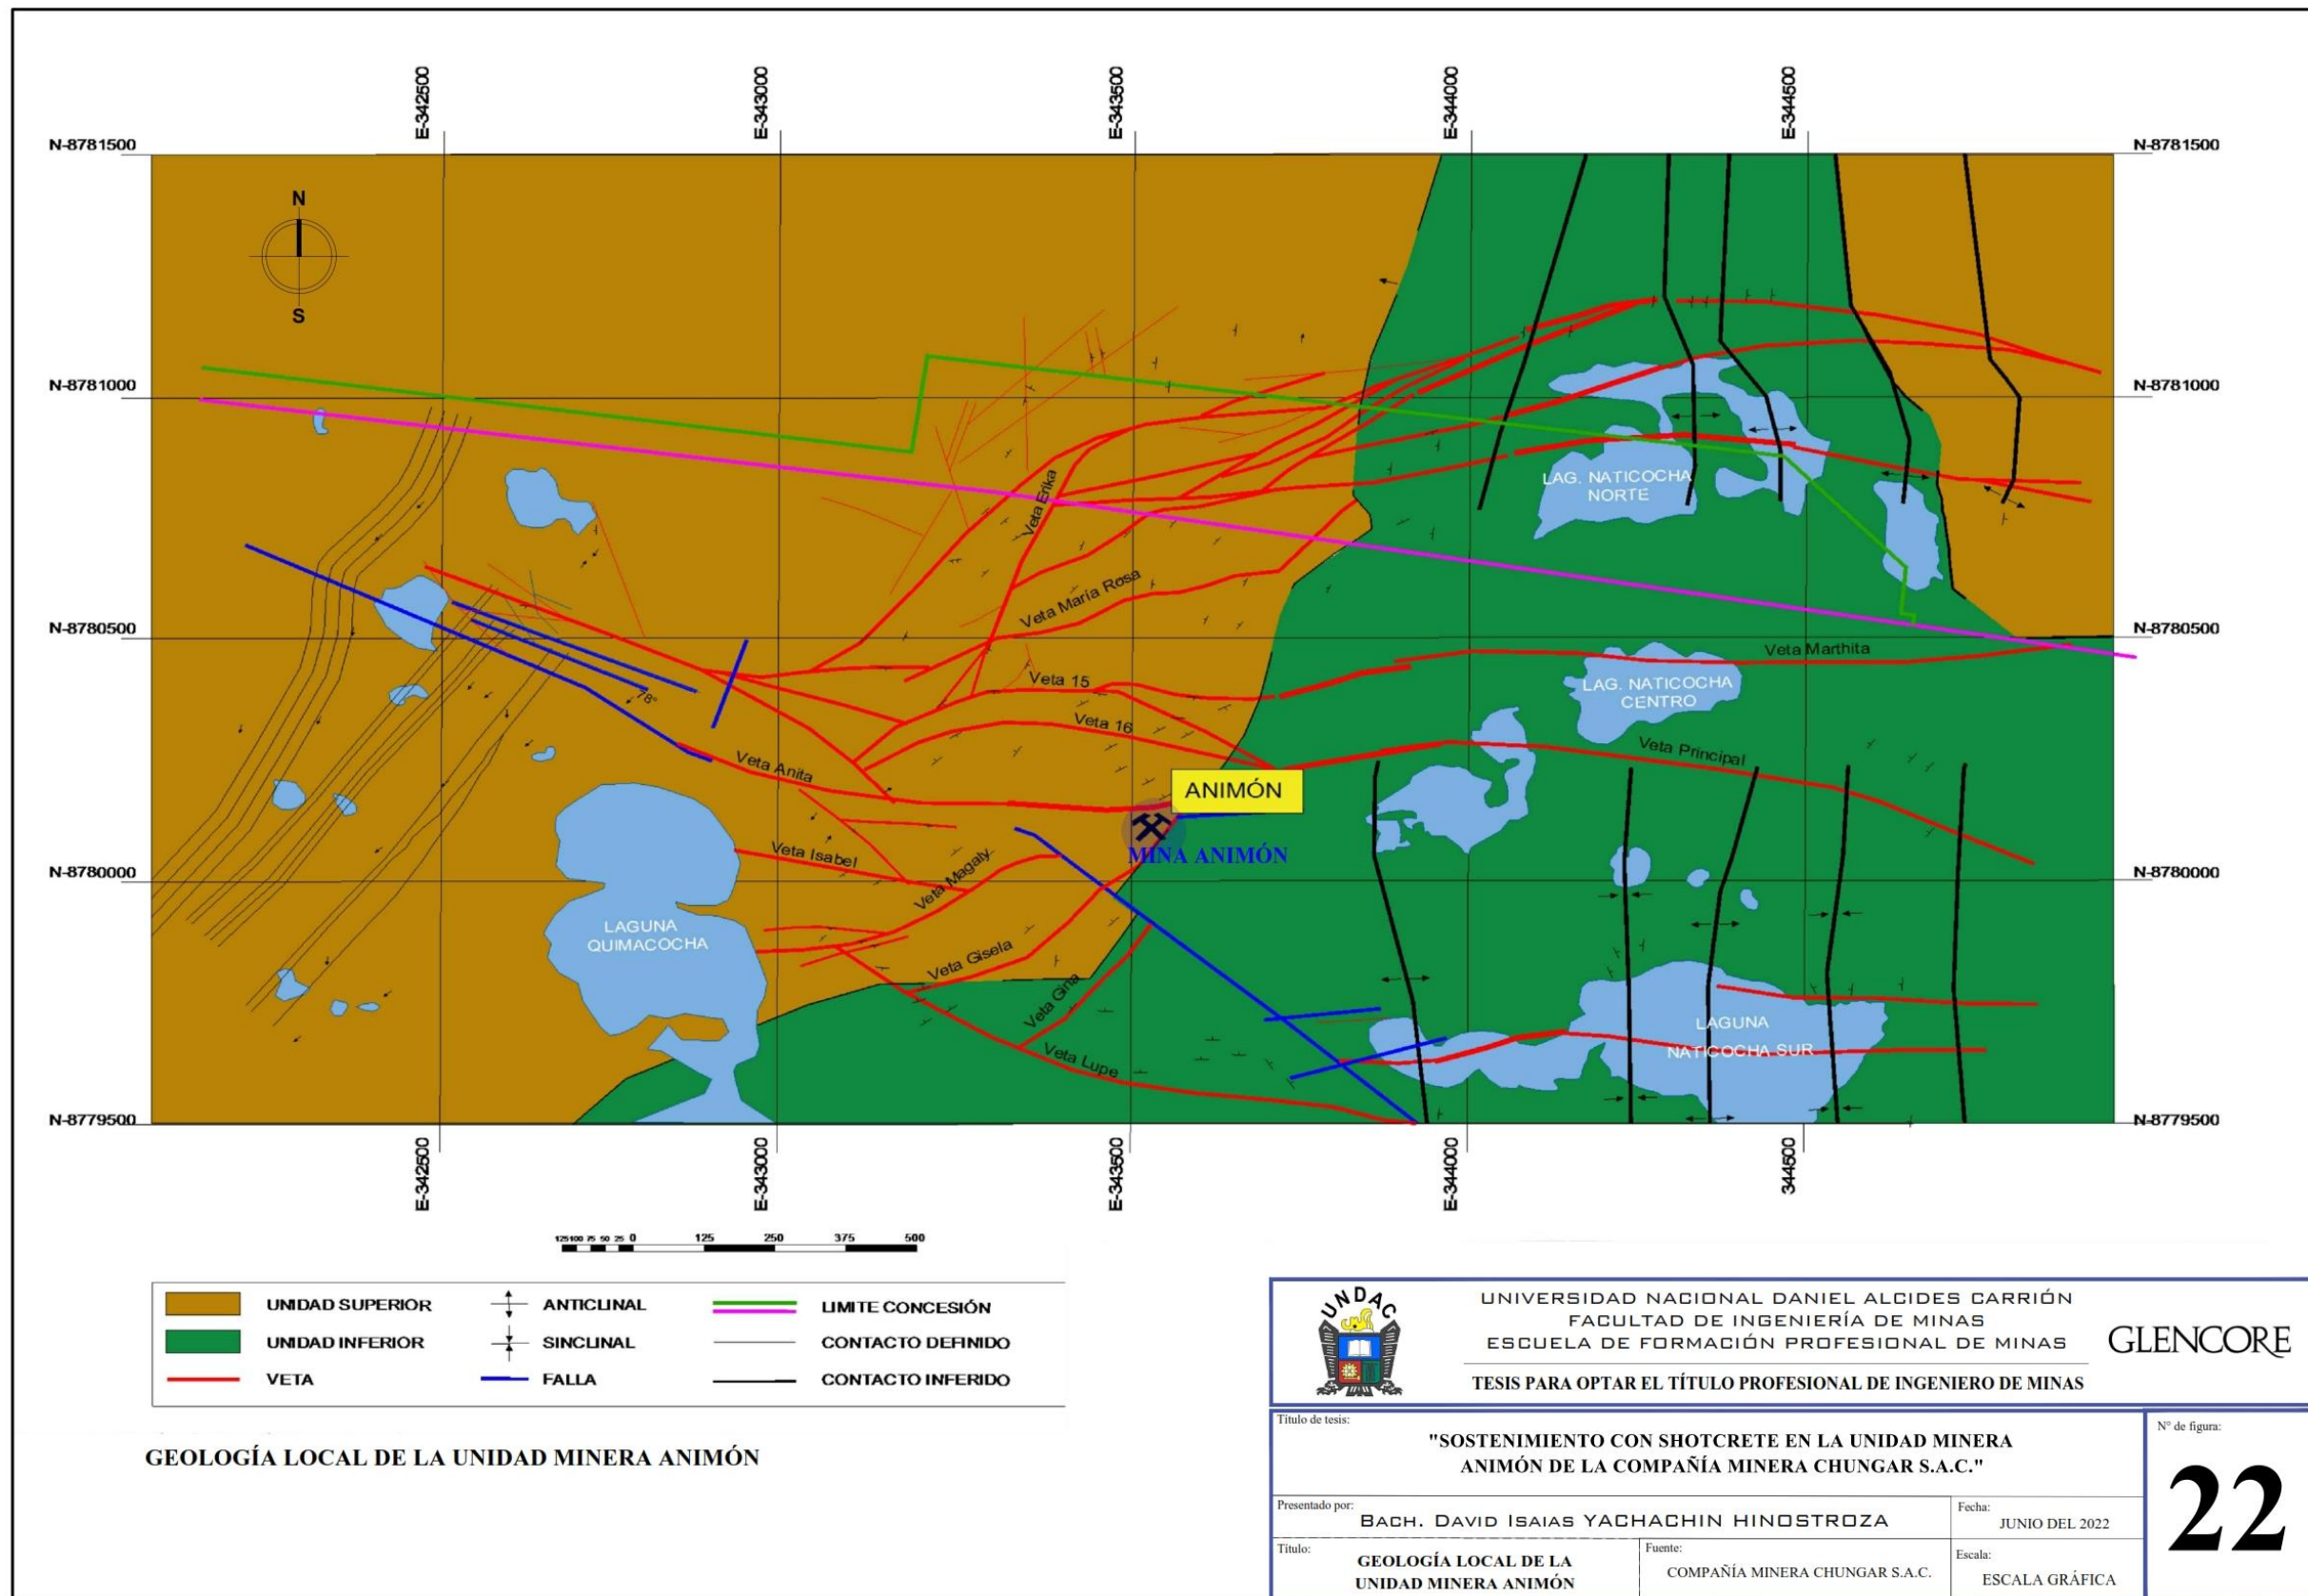 E-342500
E-343000
E-343500
E-344000
E-344500
N-8781500
N-8781500
N
S
N-8781000
N-8781000
Veta Erika
LAG. NATICOCHA
NORTE
Veta María Rosa
N-8780500
N-8780500
Veta Marthita
Veta 15
LAG. NATICOCHA
CENTRO
78°
Veta 16
Veta Principal
Veta Anita
ANIMÓN
MINA ANIMÓN
Veta Isabel
Veta Magaly
N-8780000
N-8780000
LAGUNA
QUIMACOCHA
Veta Gisela
Veta Gina
LAGUNA
NATICOCHA SUR
Veta Lupe
N-8779500
N-8779500
E-342500
E-343000
E-343500
E-344000
344500
125 100 75 50 25 0 125 250 375 500
UNIDAD SUPERIOR
ANTICLINAL
LIMITE CONCESIÓN
UNIDAD INFERIOR
SINCLINAL
CONTACTO DEFINIDO
VETA
FALLA
CONTACTO INFERIDO
GEOLOGÍA LOCAL DE LA UNIDAD MINERA ANIMÓN
UNDAC
UNIVERSIDAD NACIONAL DANIEL ALCIDES CARRIÓN
FACULTAD DE INGENIERÍA DE MINAS
ESCUELA DE FORMACIÓN PROFESIONAL DE MINAS
GLENCORE
TESIS PARA OPTAR EL TÍTULO PROFESIONAL DE INGENIERO DE MINAS
Título de tesis:
"SOSTENIMIENTO CON SHOTCRETE EN LA UNIDAD MINERA
ANIMÓN DE LA COMPAÑÍA MINERA CHUNGAR S.A.C."
N° de figura:
22
Presentado por:
BACH. DAVID ISAIAS YACHACHIN HINOSTROZA
Fecha:
JUNIO DEL 2022
Título:
GEOLOGÍA LOCAL DE LA
UNIDAD MINERA ANIMÓN
Fuente:
COMPAÑÍA MINERA CHUNGAR S.A.C.
Escala:
ESCALA GRÁFICA